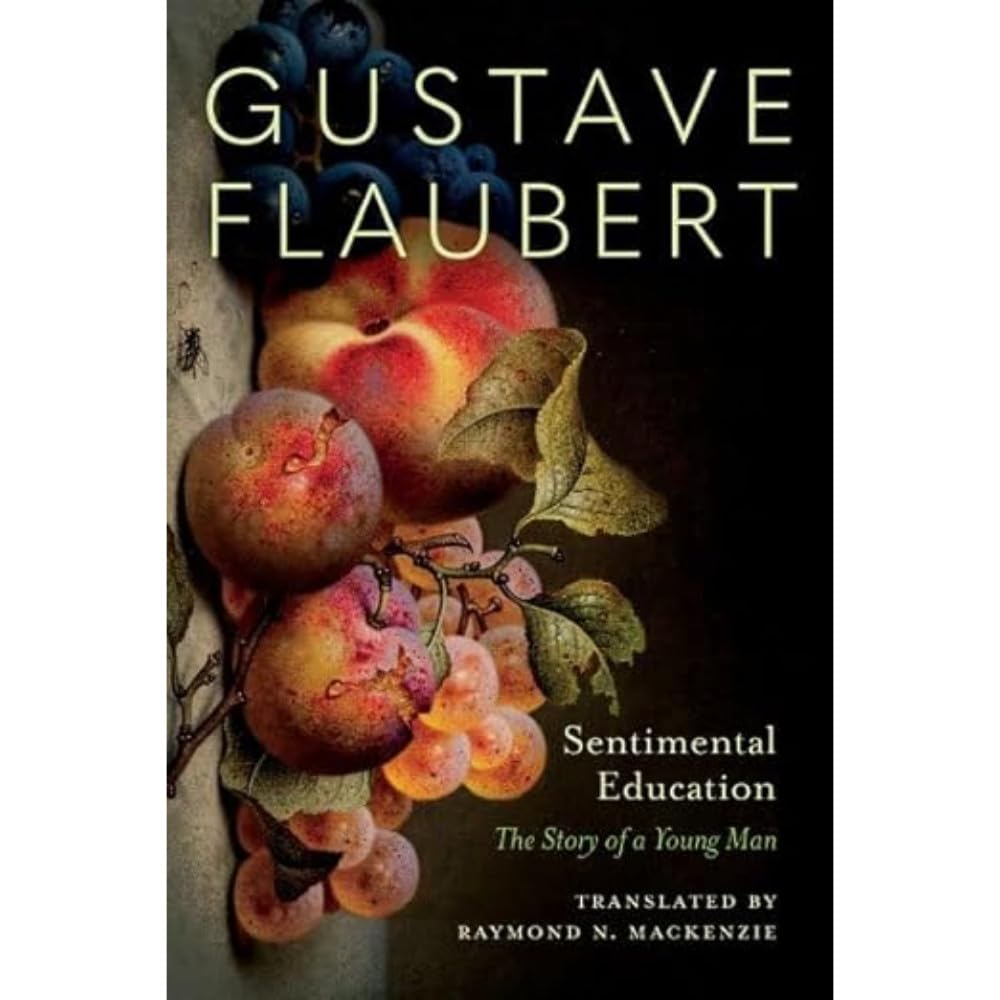 GUSTAVE
FLAUBERT
Sentimental
Education
The Story of a Young Man
TRANSLATED BY
RAYMOND N. MACKENZIE